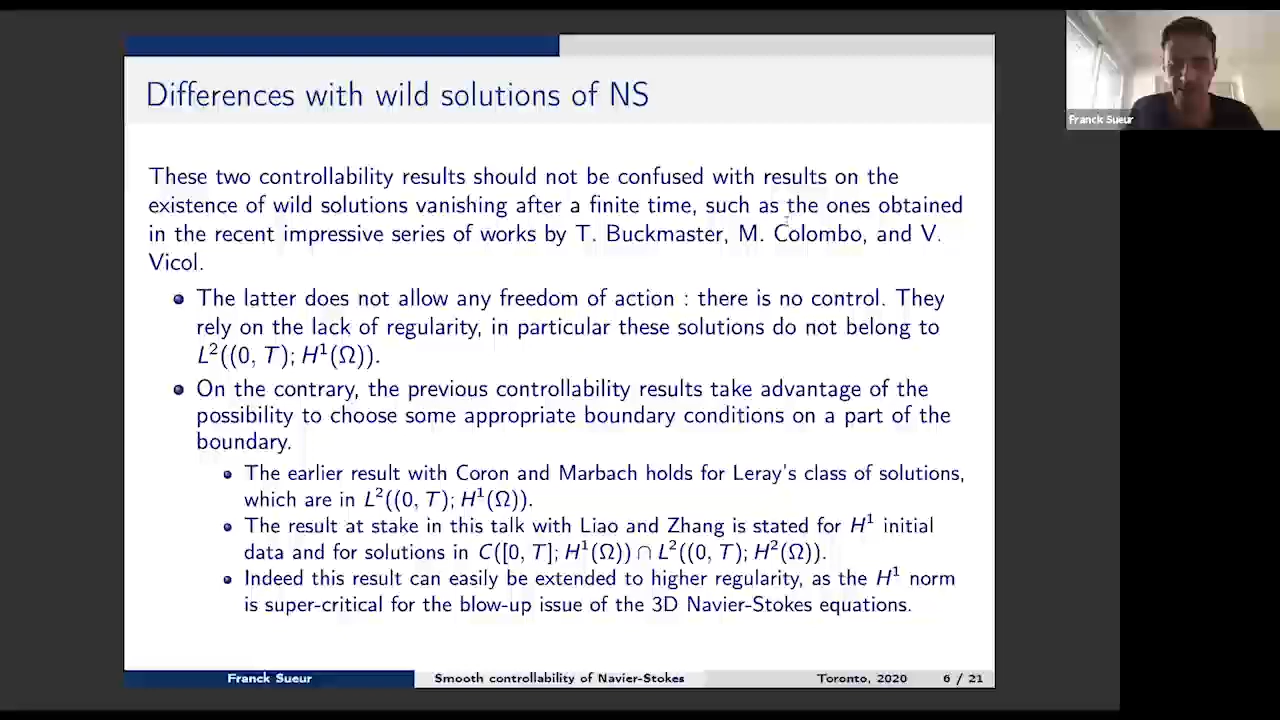 Differences with wild solutions of NS
These two controllability results should not be confused with results on the
existence of wild solutions vanishing after a finite time, such as the ones obtained
in the recent impressive series of works by T. Buckmaster, M. Colombo, and V.
Vicol.
The latter does not allow any freedom of action : there is no control. They
rely on the lack of regularity, in particular these solutions do not belong to
L²((0, T); H¹(Ω)).
On the contrary, the previous controllability results take advantage of the
possibility to choose some appropriate boundary conditions on a part of the
boundary.
The earlier result with Coron and Marbach holds for Leray's class of solutions,
which are in L²((0, T); H¹(Ω)).
The result at stake in this talk with Liao and Zhang is stated for H¹ initial
data and for solutions in C([0, T]; H¹(Ω)) ∩ L²((0, T); H²(Ω)).
Indeed this result can easily be extended to higher regularity, as the H¹ norm
is super-critical for the blow-up issue of the 3D Navier-Stokes equations.
Franck Sueur Smooth controllability of Navier-Stokes Toronto, 2020 6 / 21
Franck Sueur